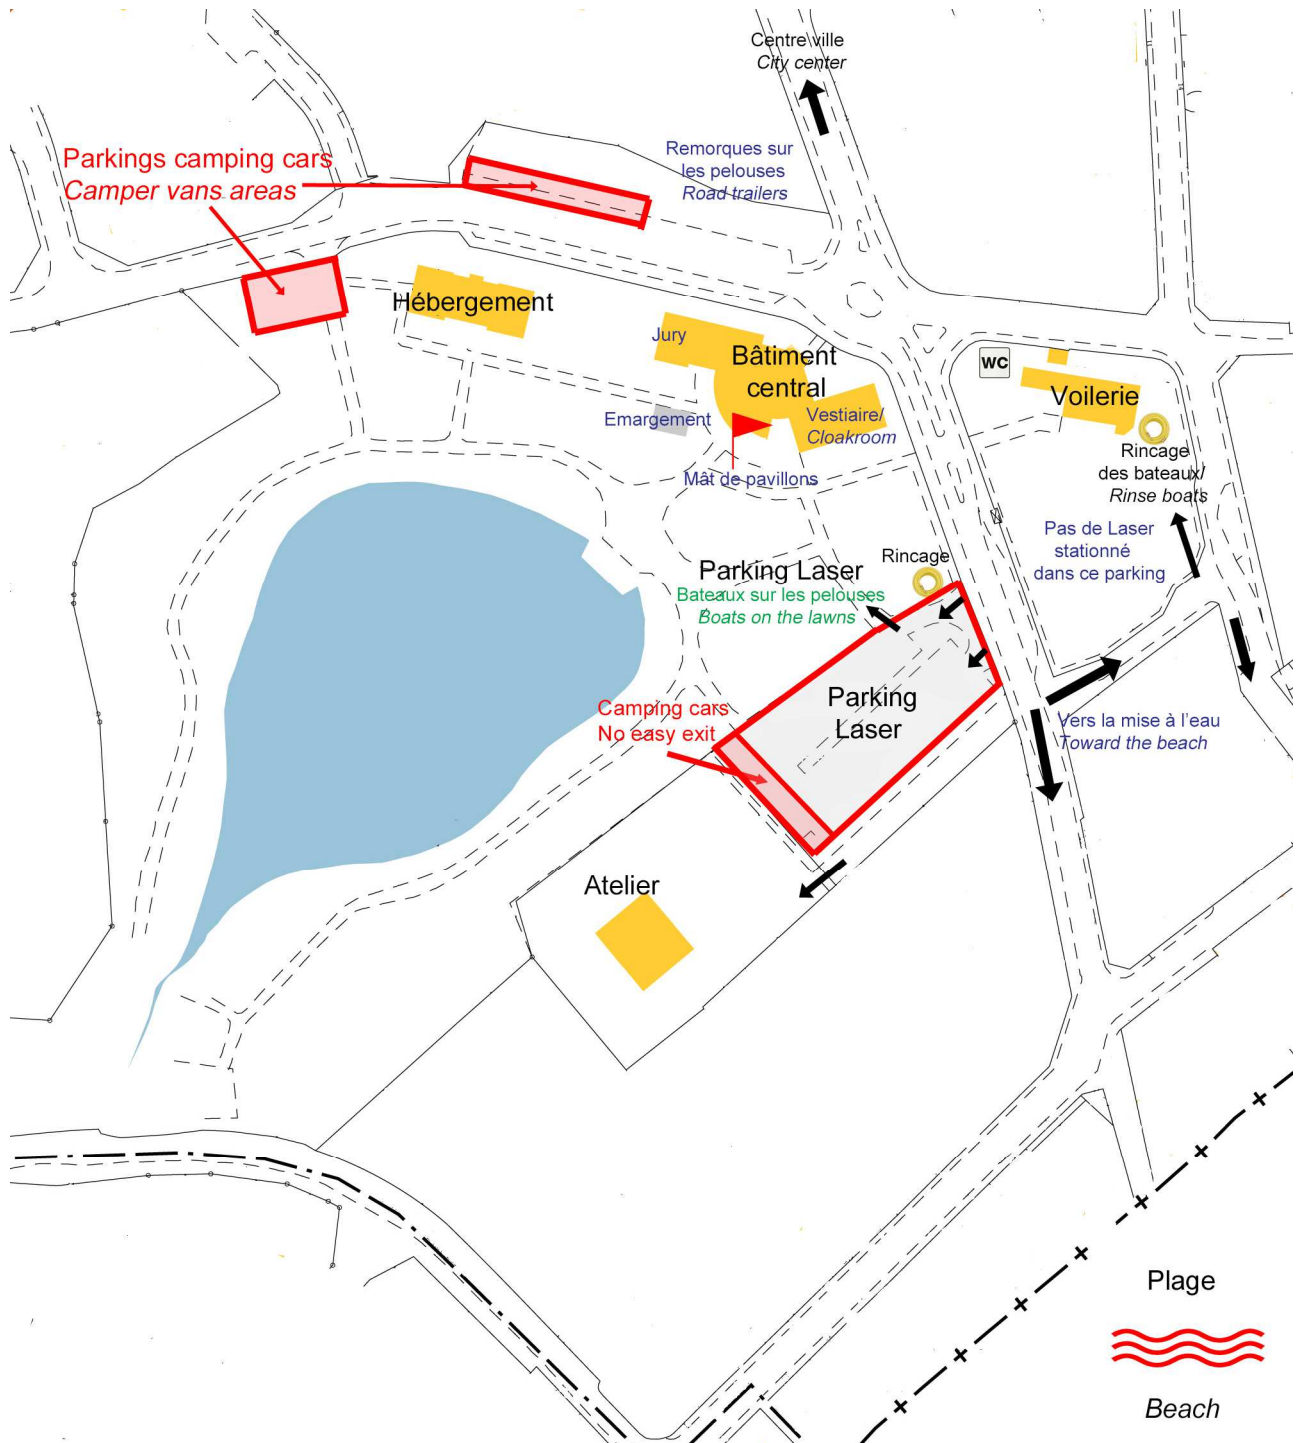 Centre ville
City center
Parkings camping cars
Camper vans areas
Remorques sur
les pelouses
Road trailers
Hébergement
Jury
Bâtiment
central
WC
Voilerie
Emargement
Vestiaire/
Cloakroom
Mât de pavillons
Rincage
des bateaux/
Rinse boats
Pas de Laser
stationné
dans ce parking
Rincage
Parking Laser
Bateaux sur les pelouses
Boats on the lawns
Camping cars
No easy exit
Parking
Laser
Vers la mise à l'eau
Toward the beach
Atelier
Plage
Beach